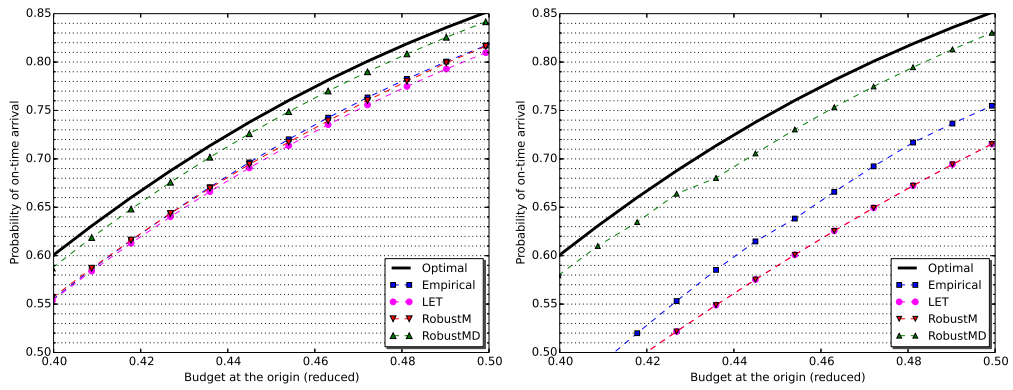 0.85
0.80
0.75
0.70
0.65
0.60
0.55
0.50
Probability of on-time arrival
0.40 0.42 0.44 0.46 0.48 0.50
Budget at the origin (reduced)
Optimal
Empirical
LET
RobustM
RobustMD
0.85
0.80
0.75
0.70
0.65
0.60
0.55
0.50
Probability of on-time arrival
0.40 0.42 0.44 0.46 0.48 0.50
Budget at the origin (reduced)
Optimal
Empirical
LET
RobustM
RobustMD